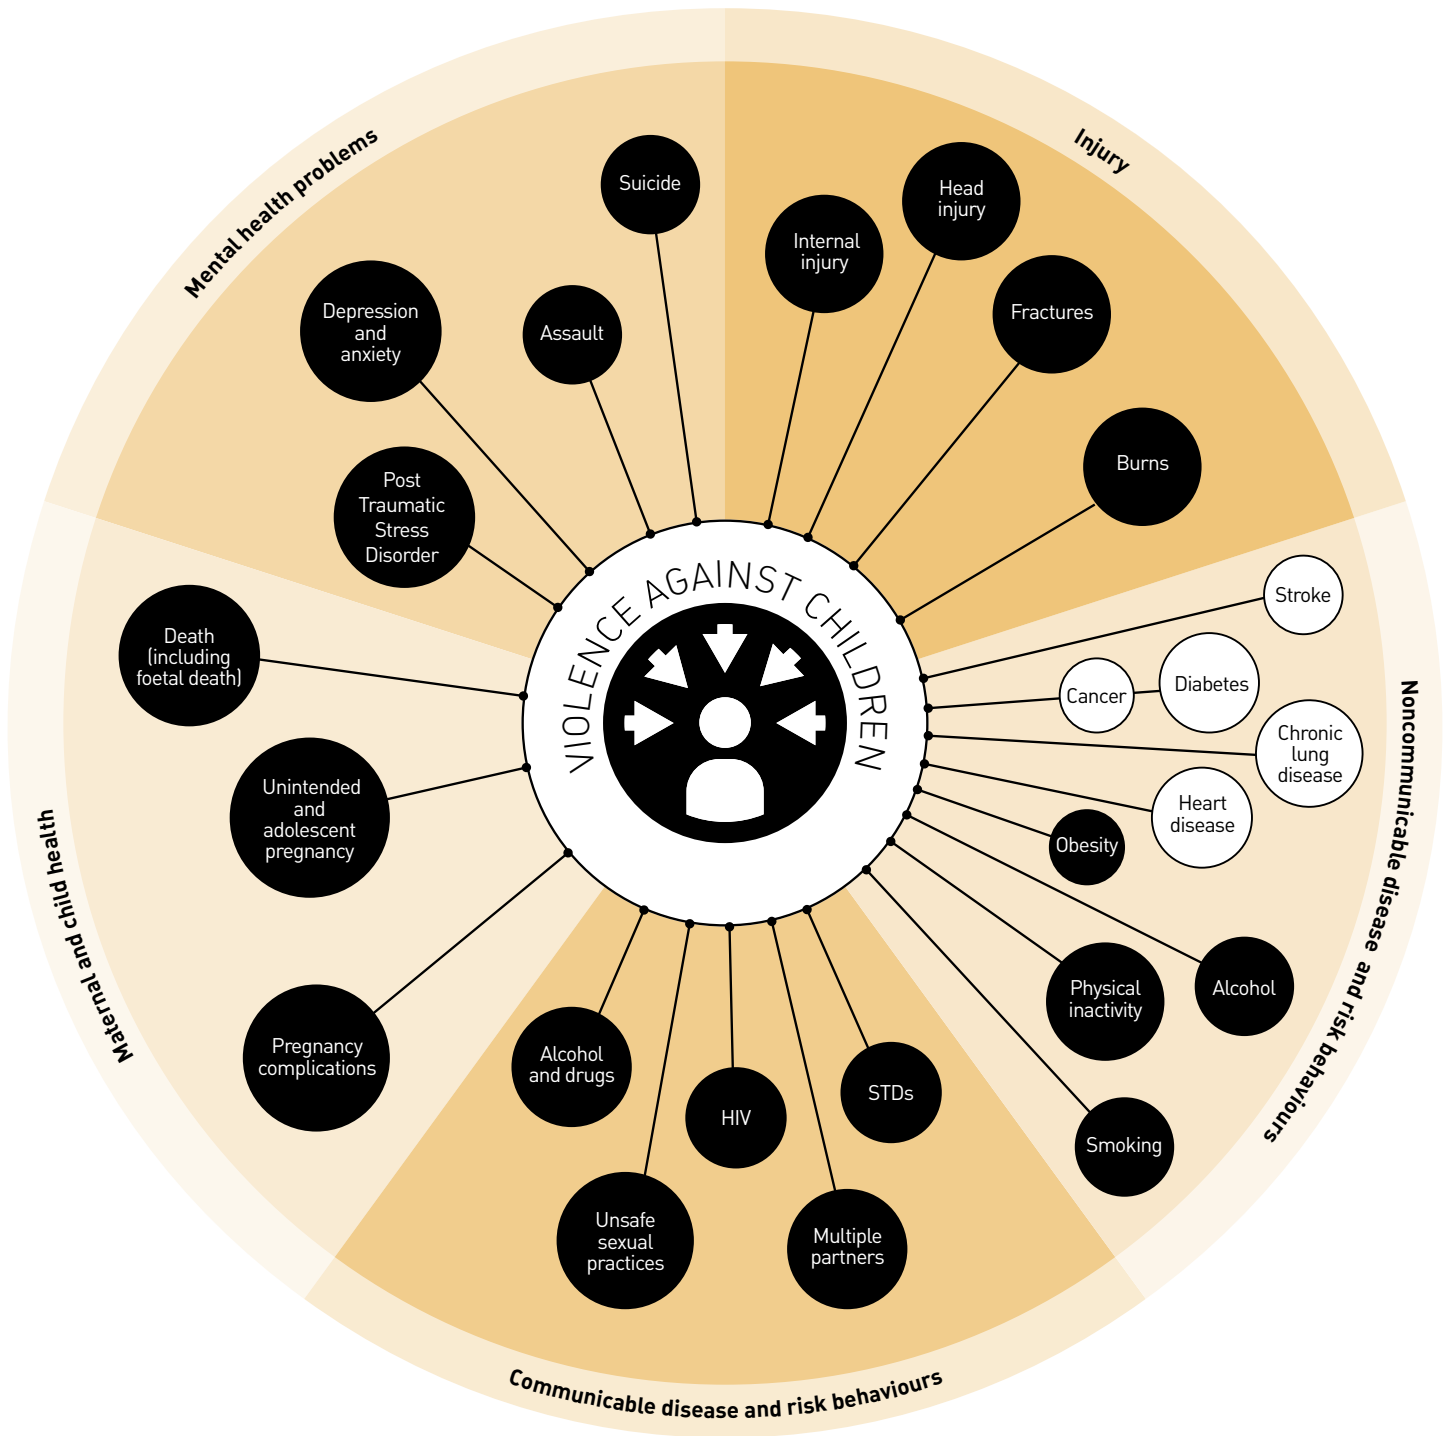 VIOLENCE AGAINST CHILDREN
Injury
Internal
injury
Head
injury
Fractures
Burns
Noncommunicable disease and risk behaviours
Stroke
Cancer
Diabetes
Chronic
lung
disease
Heart
disease
Obesity
Alcohol
Physical
inactivity
Smoking
Communicable disease and risk behaviours
STDs
Multiple
partners
HIV
Unsafe
sexual
practices
Alcohol
and drugs
Maternal and child health
Pregnancy
complications
Unintended
and
adolescent
pregnancy
Death
(including
foetal death)
Mental health problems
Post
Traumatic
Stress
Disorder
Depression
and
anxiety
Assault
Suicide